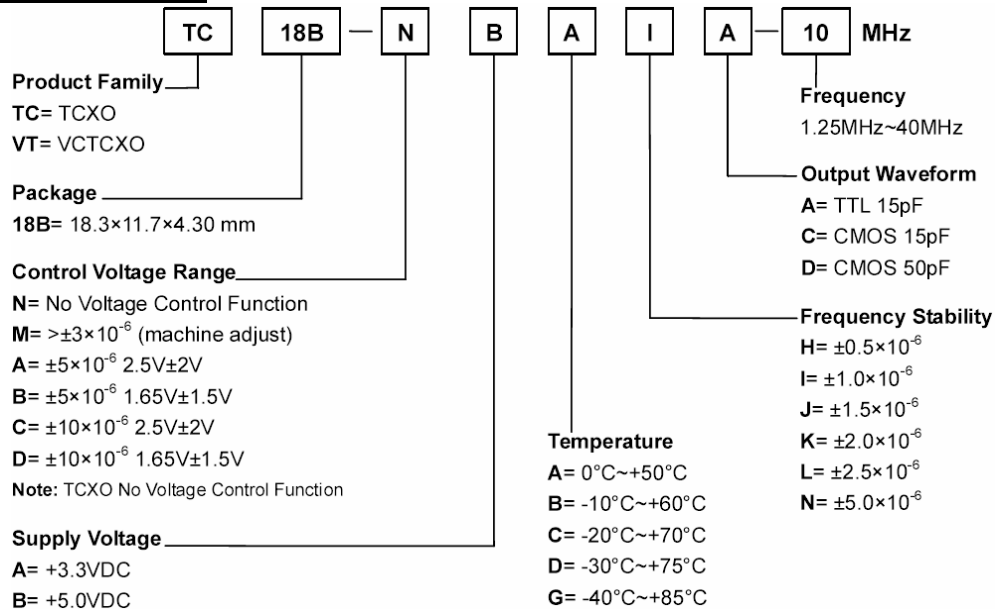 TC 18B — N B A I A — 10 MHz
Product Family
TC= TCXO
VT= VCTCXO
Package
18B= 18.3×11.7×4.30 mm
Control Voltage Range
N= No Voltage Control Function
M= >±3×10⁻⁶ (machine adjust)
A= ±5×10⁻⁶ 2.5V±2V
B= ±5×10⁻⁶ 1.65V±1.5V
C= ±10×10⁻⁶ 2.5V±2V
D= ±10×10⁻⁶ 1.65V±1.5V
Note: TCXO No Voltage Control Function
Supply Voltage
A= +3.3VDC
B= +5.0VDC
Temperature
A= 0°C~+50°C
B= -10°C~+60°C
C= -20°C~+70°C
D= -30°C~+75°C
G= -40°C~+85°C
Frequency
1.25MHz~40MHz
Output Waveform
A= TTL 15pF
C= CMOS 15pF
D= CMOS 50pF
Frequency Stability
H= ±0.5×10⁻⁶
I= ±1.0×10⁻⁶
J= ±1.5×10⁻⁶
K= ±2.0×10⁻⁶
L= ±2.5×10⁻⁶
N= ±5.0×10⁻⁶